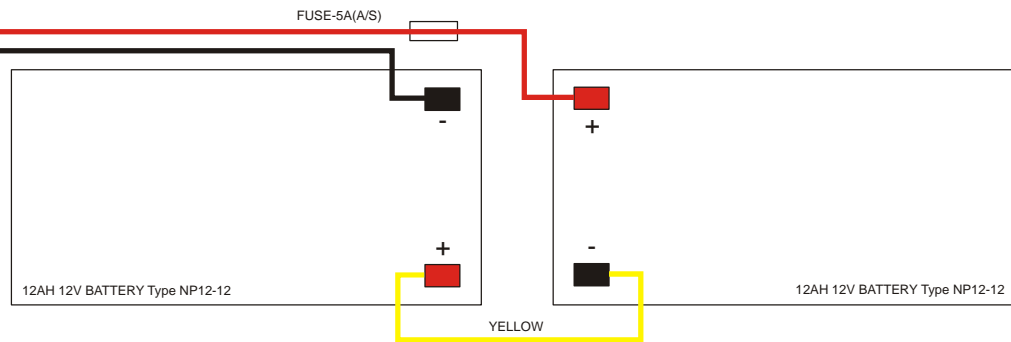 FUSE-5A(A/S)
-
+
+
-
12AH 12V BATTERY Type NP12-12
12AH 12V BATTERY Type NP12-12
YELLOW